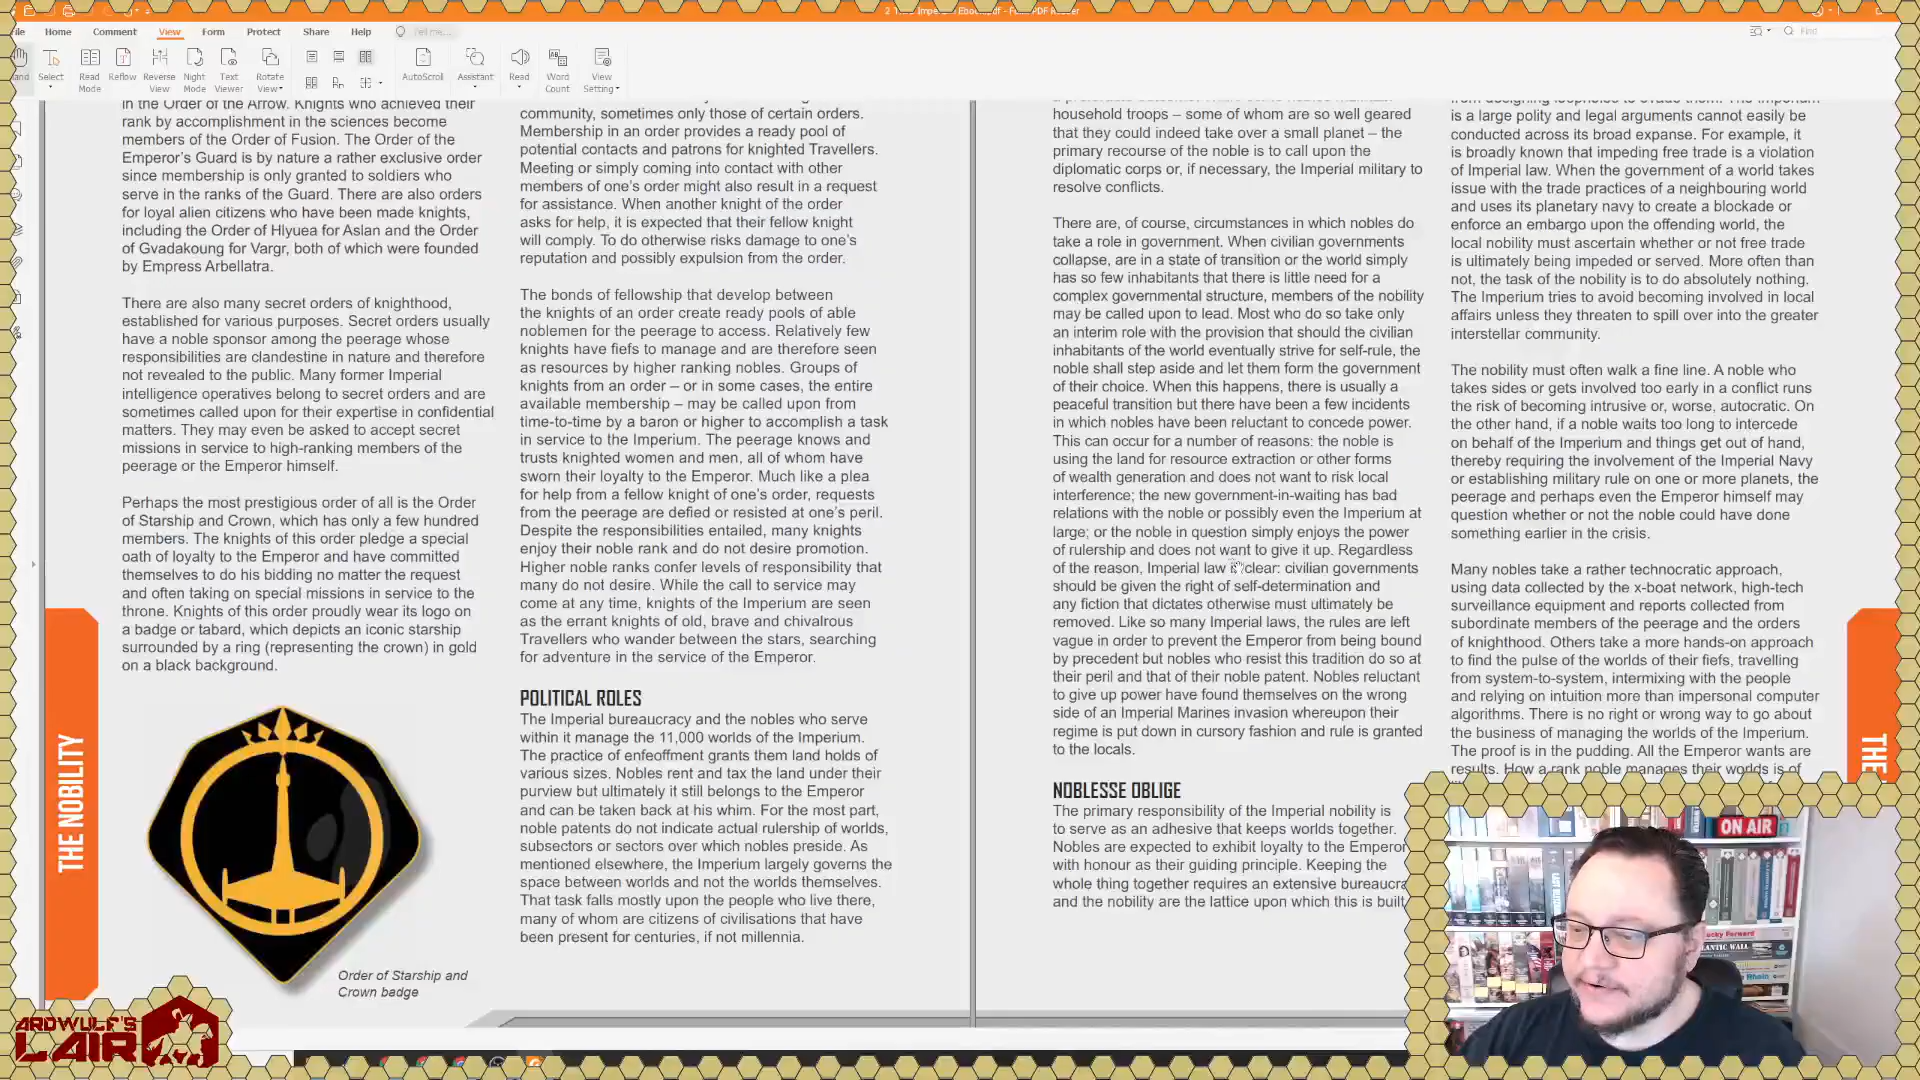 File Home Comment View Form Protect Share Help Tell me...
Find
Select
Read Mode
Reflow
Reverse View
Night Mode
Text Viewer
Rotate View
AutoScroll
Assistant
Read
Word Count
View Setting
in the Order of the Arrow. Knights who achieved their
rank by accomplishment in the sciences become
members of the Order of Fusion. The Order of the
Emperor's Guard is by nature a rather exclusive order
since membership is only granted to soldiers who
serve in the ranks of the Guard. There are also orders
for loyal alien citizens who have been made knights,
including the Order of Hlyuea for Aslan and the Order
of Gvadakoung for Vargr, both of which were founded
by Empress Arbellatra.
There are also many secret orders of knighthood,
established for various purposes. Secret orders usually
have a noble sponsor among the peerage whose
responsibilities are clandestine in nature and therefore
not revealed to the public. Many former Imperial
intelligence operatives belong to secret orders and are
sometimes called upon for their expertise in confidential
matters. They may even be asked to accept secret
missions in service to high-ranking members of the
peerage or the Emperor himself.
Perhaps the most prestigious order of all is the Order
of Starship and Crown, which has only a few hundred
members. The knights of this order pledge a special
oath of loyalty to the Emperor and have committed
themselves to do his bidding no matter the request
and often taking on special missions in service to the
throne. Knights of this order proudly wear its logo on
a badge or tabard, which depicts an iconic starship
surrounded by a ring (representing the crown) in gold
on a black background.
Order of Starship and
Crown badge
THE NOBILITY
community, sometimes only those of certain orders.
Membership in an order provides a ready pool of
potential contacts and patrons for knighted Travellers.
Meeting or simply coming into contact with other
members of one's order might also result in a request
for assistance. When another knight of the order
asks for help, it is expected that their fellow knight
will comply. To do otherwise risks damage to one's
reputation and possibly expulsion from the order.
The bonds of fellowship that develop between
the knights of an order create ready pools of able
noblemen for the peerage to access. Relatively few
knights have fiefs to manage and are therefore seen
as resources by higher ranking nobles. Groups of
knights from an order – or in some cases, the entire
available membership – may be called upon from
time-to-time by a baron or higher to accomplish a task
in service to the Imperium. The peerage knows and
trusts knighted women and men, all of whom have
sworn their loyalty to the Emperor. Much like a plea
for help from a fellow knight of one's order, requests
from the peerage are defied or resisted at one's peril.
Despite the responsibilities entailed, many knights
enjoy their noble rank and do not desire promotion.
Higher noble ranks confer levels of responsibility that
many do not desire. While the call to service may
come at any time, knights of the Imperium are seen
as the errant knights of old, brave and chivalrous
Travellers who wander between the stars, searching
for adventure in the service of the Emperor.
POLITICAL ROLES
The Imperial bureaucracy and the nobles who serve
within it manage the 11,000 worlds of the Imperium.
The practice of enfeoffment grants them land holds of
various sizes. Nobles rent and tax the land under their
purview but ultimately it still belongs to the Emperor
and can be taken back at his whim. For the most part,
noble patents do not indicate actual rulership of worlds,
subsectors or sectors over which nobles preside. As
mentioned elsewhere, the Imperium largely governs the
space between worlds and not the worlds themselves.
That task falls mostly upon the people who live there,
many of whom are citizens of civilisations that have
been present for centuries, if not millennia.
household troops – some of whom are so well geared
that they could indeed take over a small planet – the
primary recourse of the noble is to call upon the
diplomatic corps or, if necessary, the Imperial military to
resolve conflicts.
There are, of course, circumstances in which nobles do
take a role in government. When civilian governments
collapse, are in a state of transition or the world simply
has so few inhabitants that there is little need for a
complex governmental structure, members of the nobility
may be called upon to lead. Most who do so take only
an interim role with the provision that should the civilian
inhabitants of the world eventually strive for self-rule, the
noble shall step aside and let them form the government
of their choice. When this happens, there is usually a
peaceful transition but there have been a few incidents
in which nobles have been reluctant to concede power.
This can occur for a number of reasons: the noble is
using the land for resource extraction or other forms
of wealth generation and does not want to risk local
interference; the new government-in-waiting has bad
relations with the noble or possibly even the Imperium at
large; or the noble in question simply enjoys the power
of rulership and does not want to give it up. Regardless
of the reason, Imperial law is clear: civilian governments
should be given the right of self-determination and
any fiction that dictates otherwise must ultimately be
removed. Like so many Imperial laws, the rules are left
vague in order to prevent the Emperor from being bound
by precedent but nobles who resist this tradition do so at
their peril and that of their noble patent. Nobles reluctant
to give up power have found themselves on the wrong
side of an Imperial Marines invasion whereupon their
regime is put down in cursory fashion and rule is granted
to the locals.
NOBLESSE OBLIGE
The primary responsibility of the Imperial nobility is
to serve as an adhesive that keeps worlds together.
Nobles are expected to exhibit loyalty to the Emperor
with honour as their guiding principle. Keeping the
whole thing together requires an extensive bureaucra
and the nobility are the lattice upon which this is built
from designing loopholes to evade them. The Imperium
is a large polity and legal arguments cannot easily be
conducted across its broad expanse. For example, it
is broadly known that impeding free trade is a violation
of Imperial law. When the government of a world takes
issue with the trade practices of a neighbouring world
and uses its planetary navy to create a blockade or
enforce an embargo upon the offending world, the
local nobility must ascertain whether or not free trade
is ultimately being impeded or served. More often than
not, the task of the nobility is to do absolutely nothing.
The Imperium tries to avoid becoming involved in local
affairs unless they threaten to spill over into the greater
interstellar community.
The nobility must often walk a fine line. A noble who
takes sides or gets involved too early in a conflict runs
the risk of becoming intrusive or, worse, autocratic. On
the other hand, if a noble waits too long to intercede
on behalf of the Imperium and things get out of hand,
thereby requiring the involvement of the Imperial Navy
or establishing military rule on one or more planets, the
peerage and perhaps even the Emperor himself may
question whether or not the noble could have done
something earlier in the crisis.
Many nobles take a rather technocratic approach,
using data collected by the x-boat network, high-tech
surveillance equipment and reports collected from
subordinate members of the peerage and the orders
of knighthood. Others take a more hands-on approach
to find the pulse of the worlds of their fiefs, travelling
from system-to-system, intermixing with the people
and relying on intuition more than impersonal computer
algorithms. There is no right or wrong way to go about
the business of managing the worlds of the Imperium.
The proof is in the pudding. All the Emperor wants are
results. How a rank noble manages their worlds is of
THE
ON AIR
ARDWULF'S
LAIR